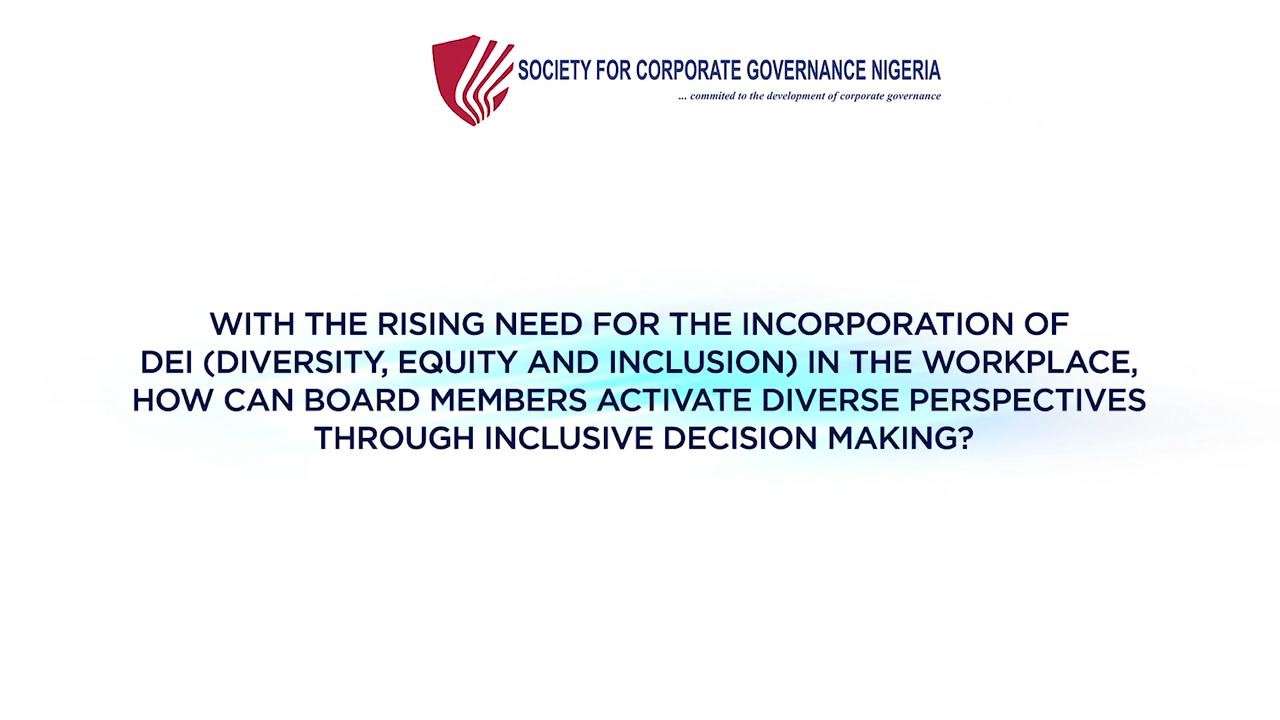 SOCIETY FOR CORPORATE GOVERNANCE NIGERIA
... commited to the development of corporate governance
WITH THE RISING NEED FOR THE INCORPORATION OF
DEI (DIVERSITY, EQUITY AND INCLUSION) IN THE WORKPLACE,
HOW CAN BOARD MEMBERS ACTIVATE DIVERSE PERSPECTIVES
THROUGH INCLUSIVE DECISION MAKING?